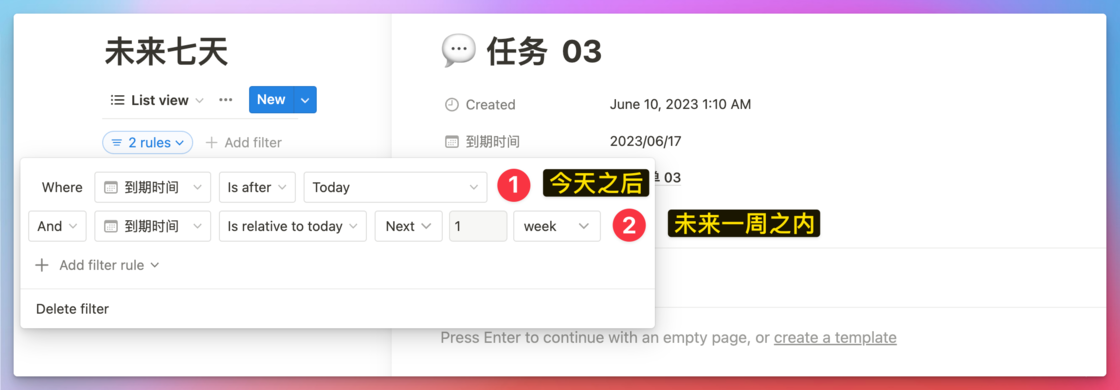 未来七天
List view ... New
2 rules + Add filter
Where 到期时间 Is after Today 1 今天之后
And 到期时间 Is relative to today Next 1 week 2 未来一周之内
+ Add filter rule
Delete filter
任务 03
Created June 10, 2023 1:10 AM
到期时间 2023/06/17
03
Press Enter to continue with an empty page, or create a template